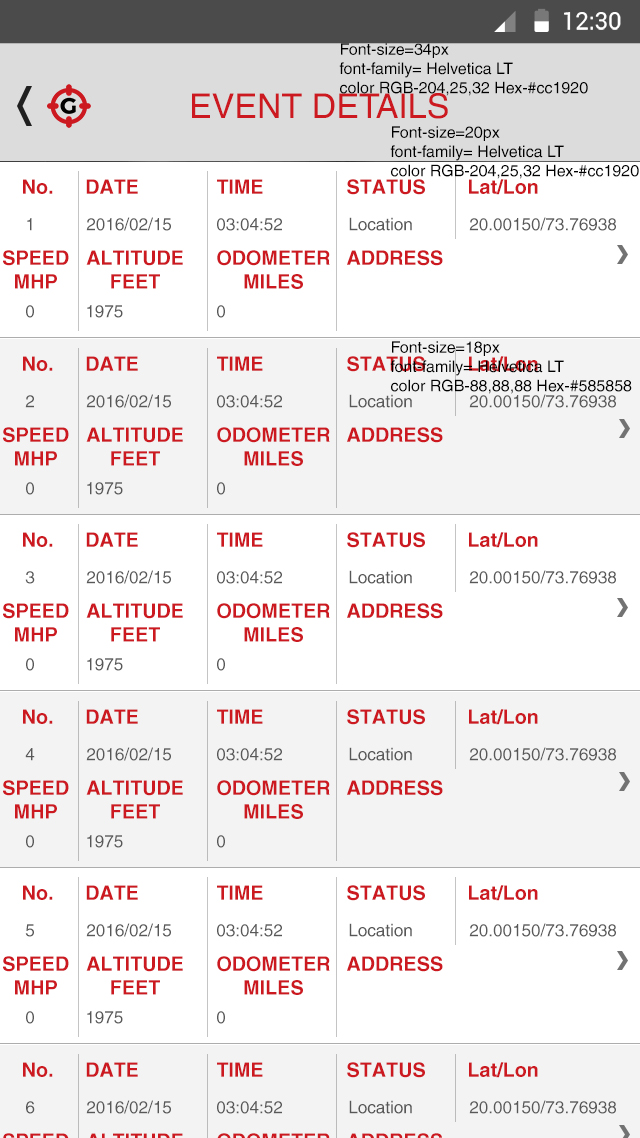 12:30
Font-size=34px
font-family= Helvetica LT
color RGB-204,25,32 Hex-#cc1920
G
EVENT DETAILS
Font-size=20px
font-family= Helvetica LT
color RGB-204,25,32 Hex-#cc1920
No. DATE TIME STATUS Lat/Lon
1 2016/02/15 03:04:52 Location 20.00150/73.76938
SPEED ALTITUDE ODOMETER ADDRESS
MHP FEET MILES
0 1975 0
Font-size=18px
font-family= Helvetica LT
color RGB-88,88,88 Hex-#585858
No. DATE TIME STATUS Lat/Lon
2 2016/02/15 03:04:52 Location 20.00150/73.76938
SPEED ALTITUDE ODOMETER ADDRESS
MHP FEET MILES
0 1975 0
No. DATE TIME STATUS Lat/Lon
3 2016/02/15 03:04:52 Location 20.00150/73.76938
SPEED ALTITUDE ODOMETER ADDRESS
MHP FEET MILES
0 1975 0
No. DATE TIME STATUS Lat/Lon
4 2016/02/15 03:04:52 Location 20.00150/73.76938
SPEED ALTITUDE ODOMETER ADDRESS
MHP FEET MILES
0 1975 0
No. DATE TIME STATUS Lat/Lon
5 2016/02/15 03:04:52 Location 20.00150/73.76938
SPEED ALTITUDE ODOMETER ADDRESS
MHP FEET MILES
0 1975 0
No. DATE TIME STATUS Lat/Lon
6 2016/02/15 03:04:52 Location 20.00150/73.76938